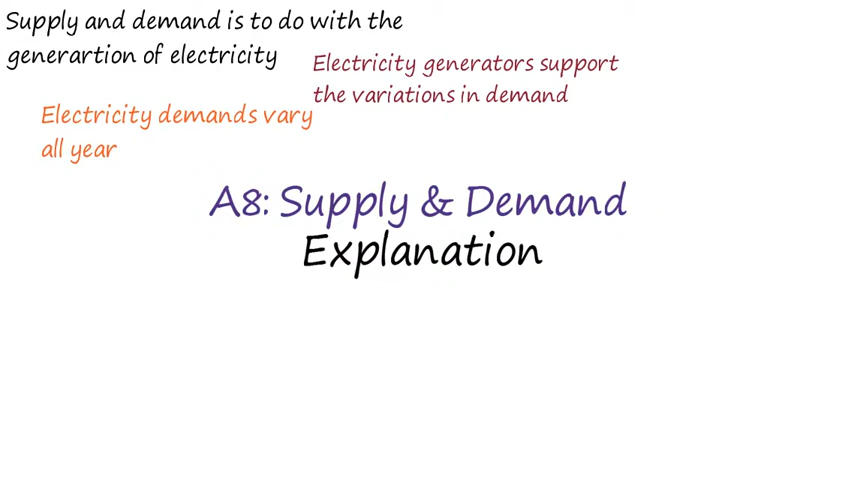 Supply and demand is to do with the
generartion of electricity
Electricity generators support
the variations in demand
Electricity demands vary
all year
A8: Supply & Demand
Explanation